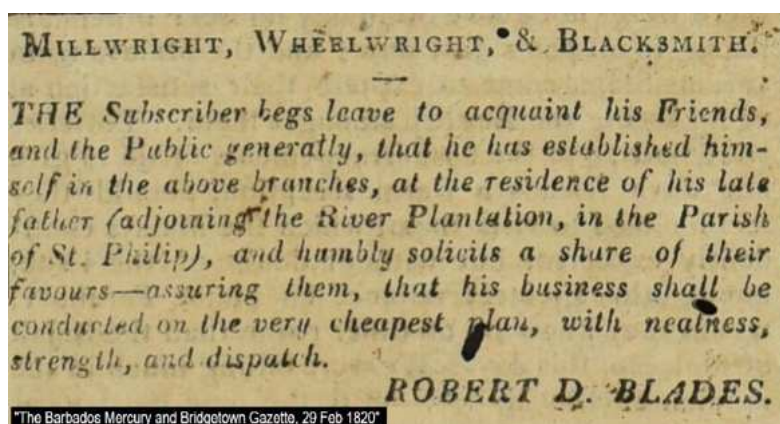 MILLWRIGHT, WHEELWRIGHT, & BLACKSMITH.
THE Subscriber begs leave to acquaint his Friends,
and the Public generally, that he has established him-
self in the above branches, at the residence of his late
father (adjoining the River Plantation, in the Parish
of St. Philip), and humbly solicits a share of their
favours—assuring them, that his business shall be
conducted on the very cheapest plan, with neatness,
strength, and dispatch.
ROBERT D. BLADES.
"The Barbados Mercury and Bridgetown Gazette, 29 Feb 1820"